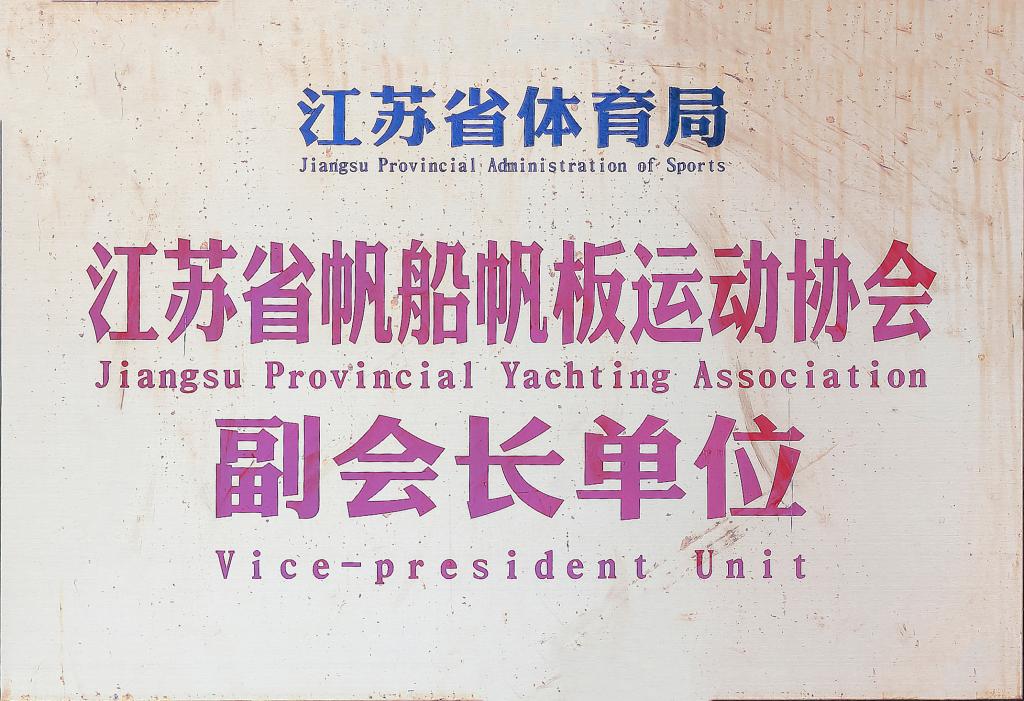 江苏省体育局
Jiangsu Provincial Administration of Sports
江苏省帆船帆板运动协会
Jiangsu Provincial Yachting Association
副会长单位
Vice-president Unit